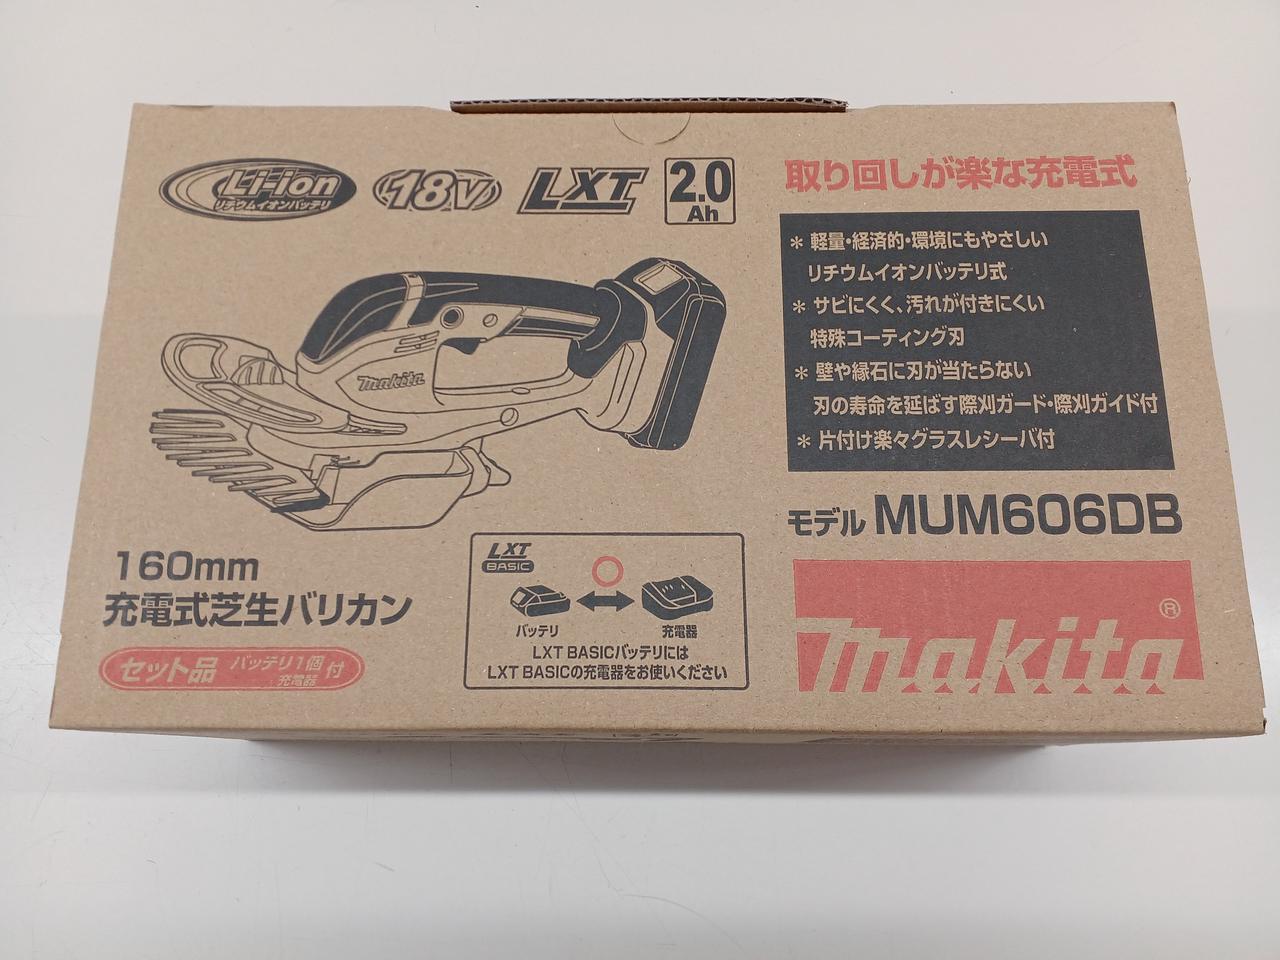 Li-ion
リチウムイオンバッテリ
18V
LXT
2.0
Ah
取り回しが楽な充電式
* 軽量・経済的・環境にもやさしい
リチウムイオンバッテリ式
* サビにくく、汚れが付きにくい
特殊コーティング刃
* 壁や縁石に刃が当たらない
刃の寿命を延ばす際刈ガード・際刈ガイド付
* 片付け楽々グラスレシーバ付
makita
モデル MUM606DB
160mm
充電式芝生バリカン
セット品 バッテリ1個 充電器 付
LXT
BASIC
バッテリ 充電器
LXT BASICバッテリには
LXT BASICの充電器をお使いください
makita®